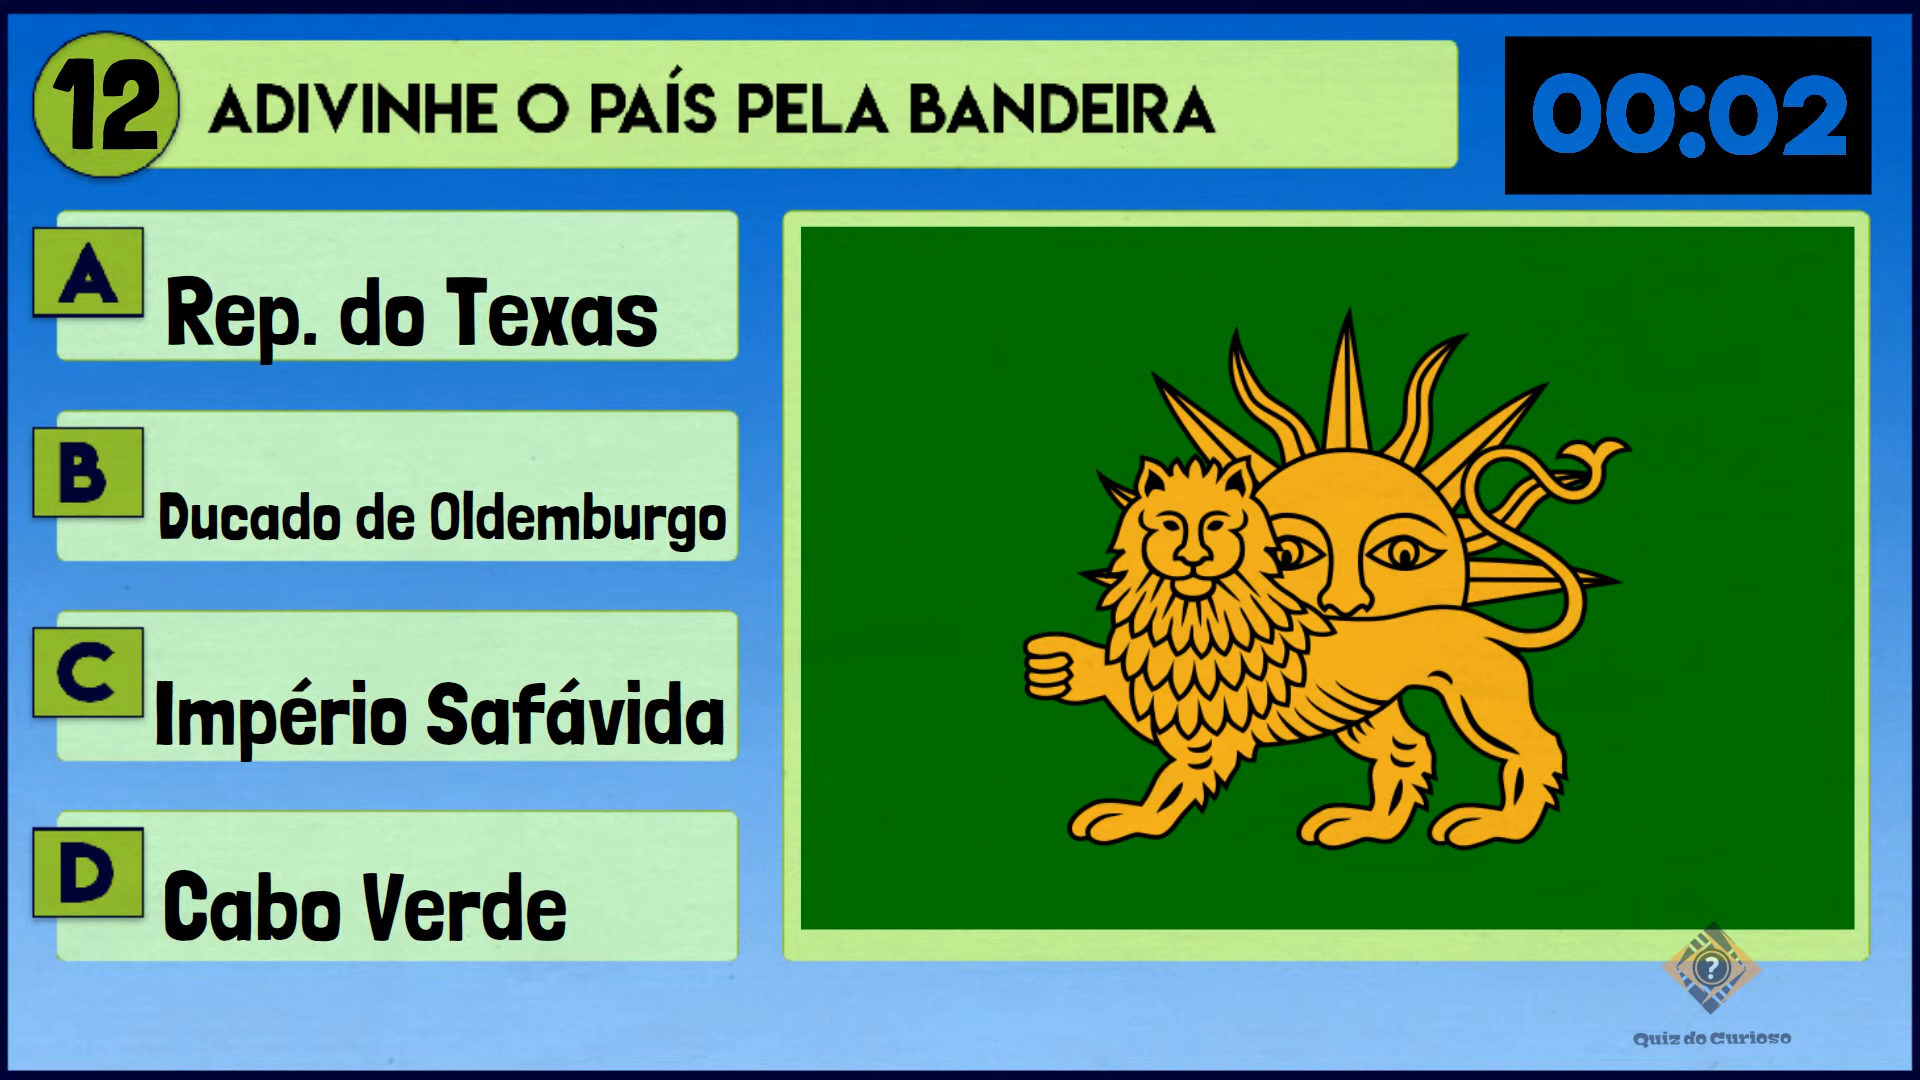 12
ADIVINHE O PAÍS PELA BANDEIRA
00:02
A
Rep. do Texas
B
Ducado de Oldemburgo
C
Império Safávida
D
Cabo Verde
?
Quiz do Curioso